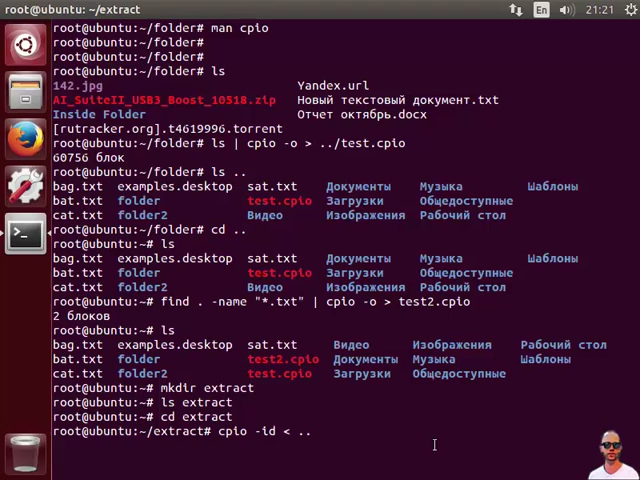 root@ubuntu: ~/extract
En
21:21
root@ubuntu:~/folder# man cpio
root@ubuntu:~/folder#
root@ubuntu:~/folder#
root@ubuntu:~/folder# ls
142.jpg Yandex.url
AI_SuiteII_USB3_Boost_10518.zip Новый текстовый документ.txt
Inside Folder Отчет октябрь.docx
[rutracker.org].t4619996.torrent
root@ubuntu:~/folder# ls | cpio -o > ../test.cpio
60756 блок
root@ubuntu:~/folder# ls ..
bag.txt examples.desktop sat.txt Документы Музыка Шаблоны
bat.txt folder test.cpio Загрузки Общедоступные
cat.txt folder2 Видео Изображения Рабочий стол
root@ubuntu:~/folder# cd ..
root@ubuntu:~# ls
bag.txt examples.desktop sat.txt Документы Музыка Шаблоны
bat.txt folder test.cpio Загрузки Общедоступные
cat.txt folder2 Видео Изображения Рабочий стол
root@ubuntu:~# find . -name "*.txt" | cpio -o > test2.cpio
2 блоков
root@ubuntu:~# ls
bag.txt examples.desktop sat.txt Видео Изображения Рабочий стол
bat.txt folder test2.cpio Документы Музыка Шаблоны
cat.txt folder2 test.cpio Загрузки Общедоступные
root@ubuntu:~# mkdir extract
root@ubuntu:~# ls extract
root@ubuntu:~# cd extract
root@ubuntu:~/extract# cpio -id < ..